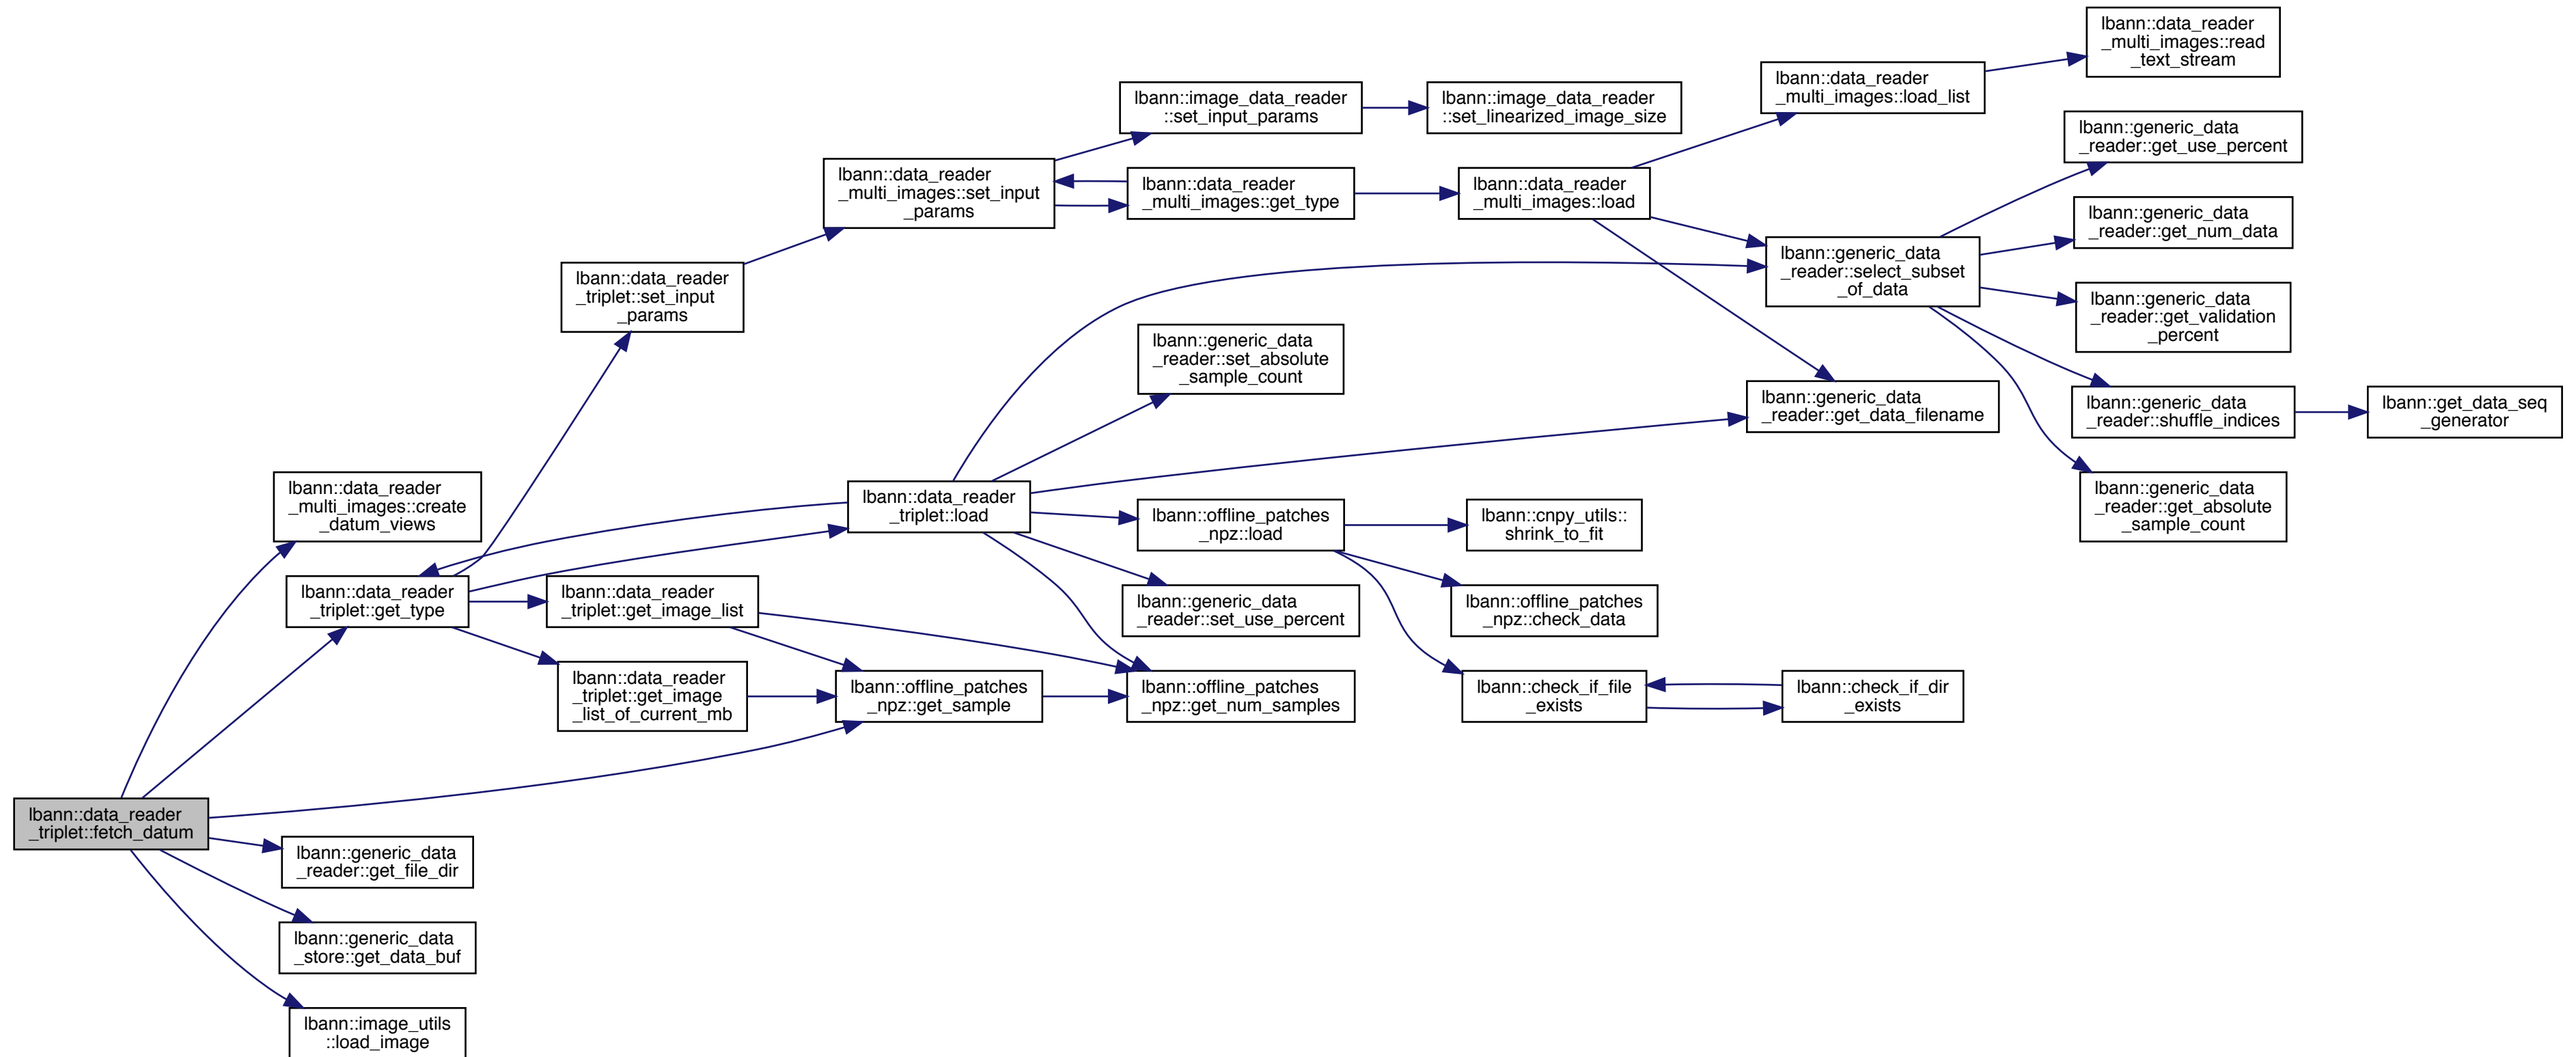 lbann::data_reader
_triplet::fetch_datum
lbann::data_reader
_multi_images::create
_datum_views
lbann::data_reader
_triplet::get_type
lbann::generic_data
_reader::get_file_dir
lbann::generic_data
_store::get_data_buf
lbann::image_utils
::load_image
lbann::data_reader
_triplet::set_input
_params
lbann::data_reader
_triplet::get_image_list
lbann::data_reader
_triplet::get_image
_list_of_current_mb
lbann::data_reader
_multi_images::set_input
_params
lbann::data_reader
_triplet::load
lbann::offline_patches
_npz::get_sample
lbann::image_data_reader
::set_input_params
lbann::data_reader
_multi_images::get_type
lbann::generic_data
_reader::set_absolute
_sample_count
lbann::offline_patches
_npz::load
lbann::generic_data
_reader::set_use_percent
lbann::offline_patches
_npz::get_num_samples
lbann::image_data_reader
::set_linearized_image_size
lbann::data_reader
_multi_images::load
lbann::cnpy_utils::
shrink_to_fit
lbann::offline_patches
_npz::check_data
lbann::check_if_file
_exists
lbann::data_reader
_multi_images::load_list
lbann::generic_data
_reader::select_subset
_of_data
lbann::generic_data
_reader::get_data_filename
lbann::check_if_dir
_exists
lbann::data_reader
_multi_images::read
_text_stream
lbann::generic_data
_reader::get_use_percent
lbann::generic_data
_reader::get_num_data
lbann::generic_data
_reader::get_validation
_percent
lbann::generic_data
_reader::shuffle_indices
lbann::generic_data
_reader::get_absolute
_sample_count
lbann::get_data_seq
_generator